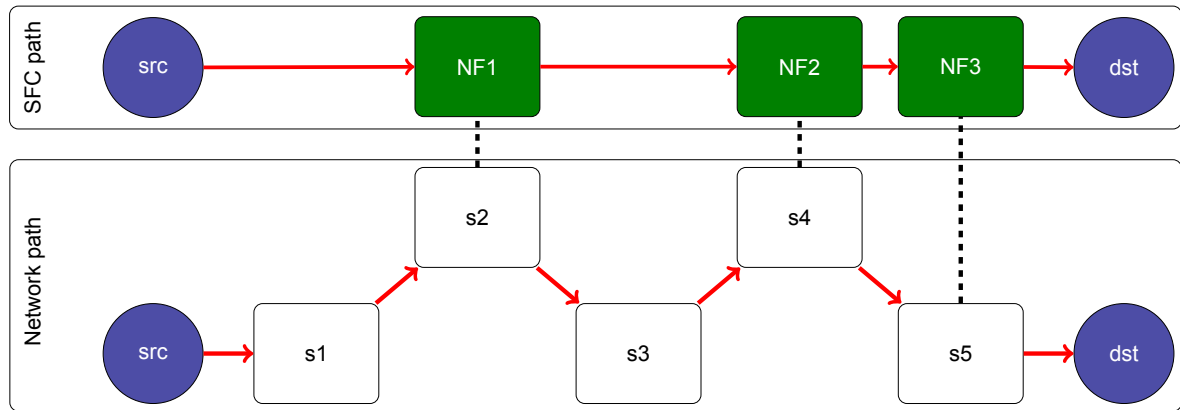 SFC path
src
NF1
NF2
NF3
dst
Network path
s2
s4
src
s1
s3
s5
dst